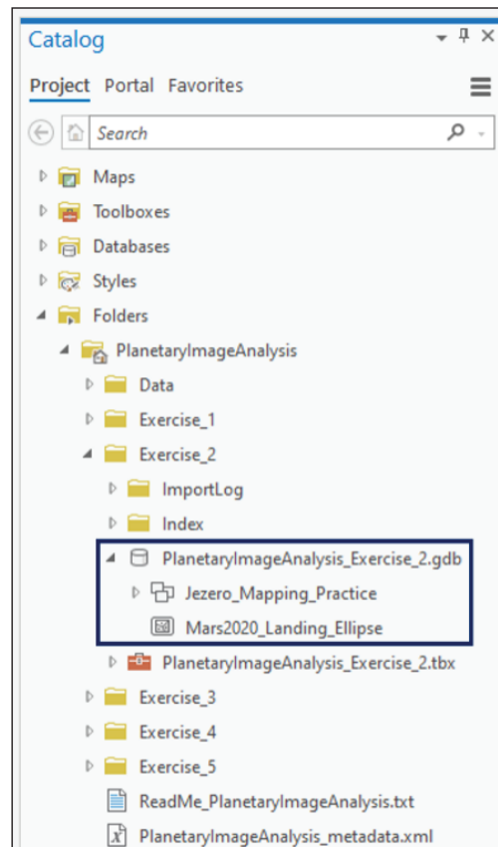 Catalog
Project Portal Favorites
Search
Maps
Toolboxes
Databases
Styles
Folders
PlanetaryImageAnalysis
Data
Exercise_1
Exercise_2
ImportLog
Index
PlanetaryImageAnalysis_Exercise_2.gdb
Jezero_Mapping_Practice
Mars2020_Landing_Ellipse
PlanetaryImageAnalysis_Exercise_2.tbx
Exercise_3
Exercise_4
Exercise_5
ReadMe_PlanetaryImageAnalysis.txt
PlanetaryImageAnalysis_metadata.xml